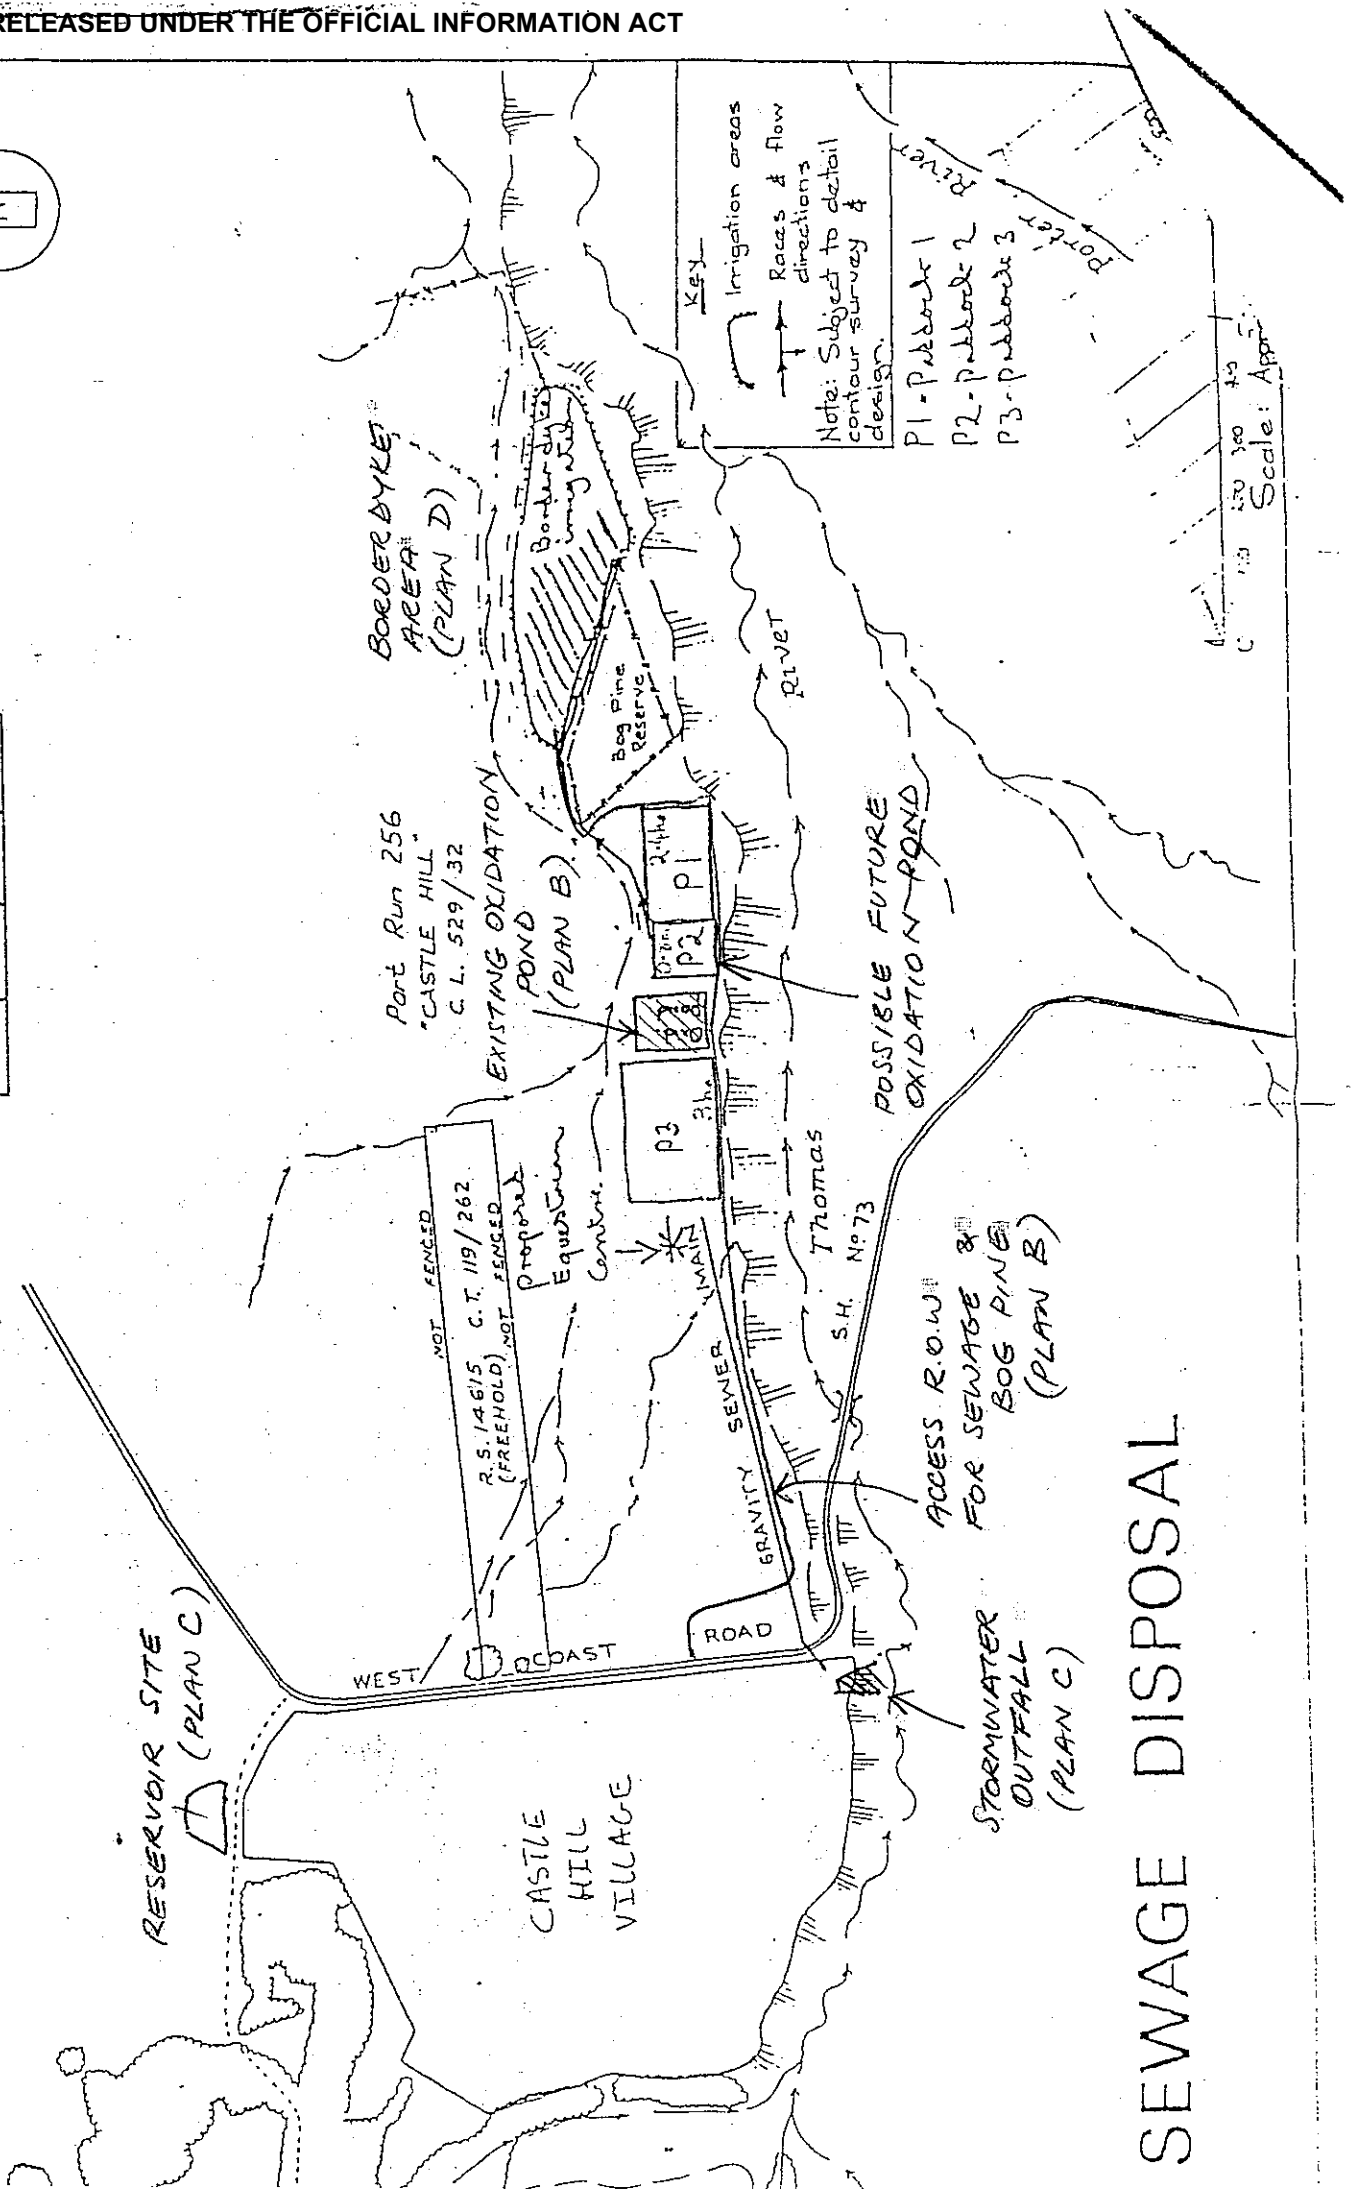 RELEASED UNDER THE OFFICIAL INFORMATION ACT
RESERVOIR SITE
(PLAN C)
CASTLE
HILL
VILLAGE
WEST
COAST
ROAD
NOT FENCED
R.S. 14615 C.T. 119/262
(FREEHOLD) NOT FENCED
Proposed
Equestrian
Centre.
GRAVITY SEWER MAIN
Part Run 256
"CASTLE HILL"
C.L. 529/32
EXISTING OXIDATION
POND
(PLAN B)
BORDER DYKE
AREA
(PLAN D)
Border dyke
irrigated
Bog Pine
Reserve
P3
3ha
P2
P1
2.4ha
Thomas
River
S.H. No 73
POSSIBLE FUTURE
OXIDATION POND
ACCESS R.O.W
FOR SEWAGE &
BOG PINE
(PLAN B)
STORMWATER
OUTFALL
(PLAN C)
Key
Irrigation areas
Races & flow
directions
Note: Subject to detail
contour survey &
design.
P1 - Paddock 1
P2 - Paddock 2
P3 - Paddock 3
Porter River
300
Scale: Appr
SEWAGE DISPOSAL